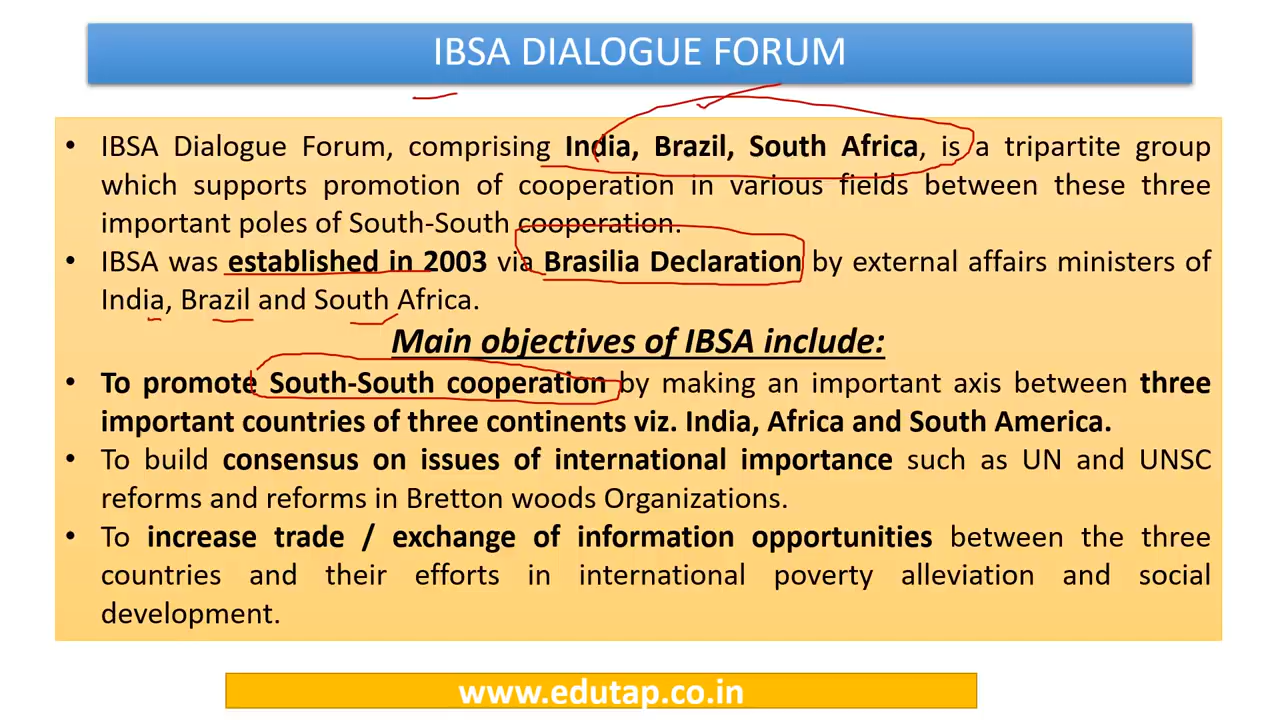 IBSA DIALOGUE FORUM
• IBSA Dialogue Forum, comprising India, Brazil, South Africa, is a tripartite group
which supports promotion of cooperation in various fields between these three
important poles of South-South cooperation.
• IBSA was established in 2003 via Brasilia Declaration by external affairs ministers of
India, Brazil and South Africa.
Main objectives of IBSA include:
• To promote South-South cooperation by making an important axis between three
important countries of three continents viz. India, Africa and South America.
• To build consensus on issues of international importance such as UN and UNSC
reforms and reforms in Bretton woods Organizations.
• To increase trade / exchange of information opportunities between the three
countries and their efforts in international poverty alleviation and social
development.
www.edutap.co.in